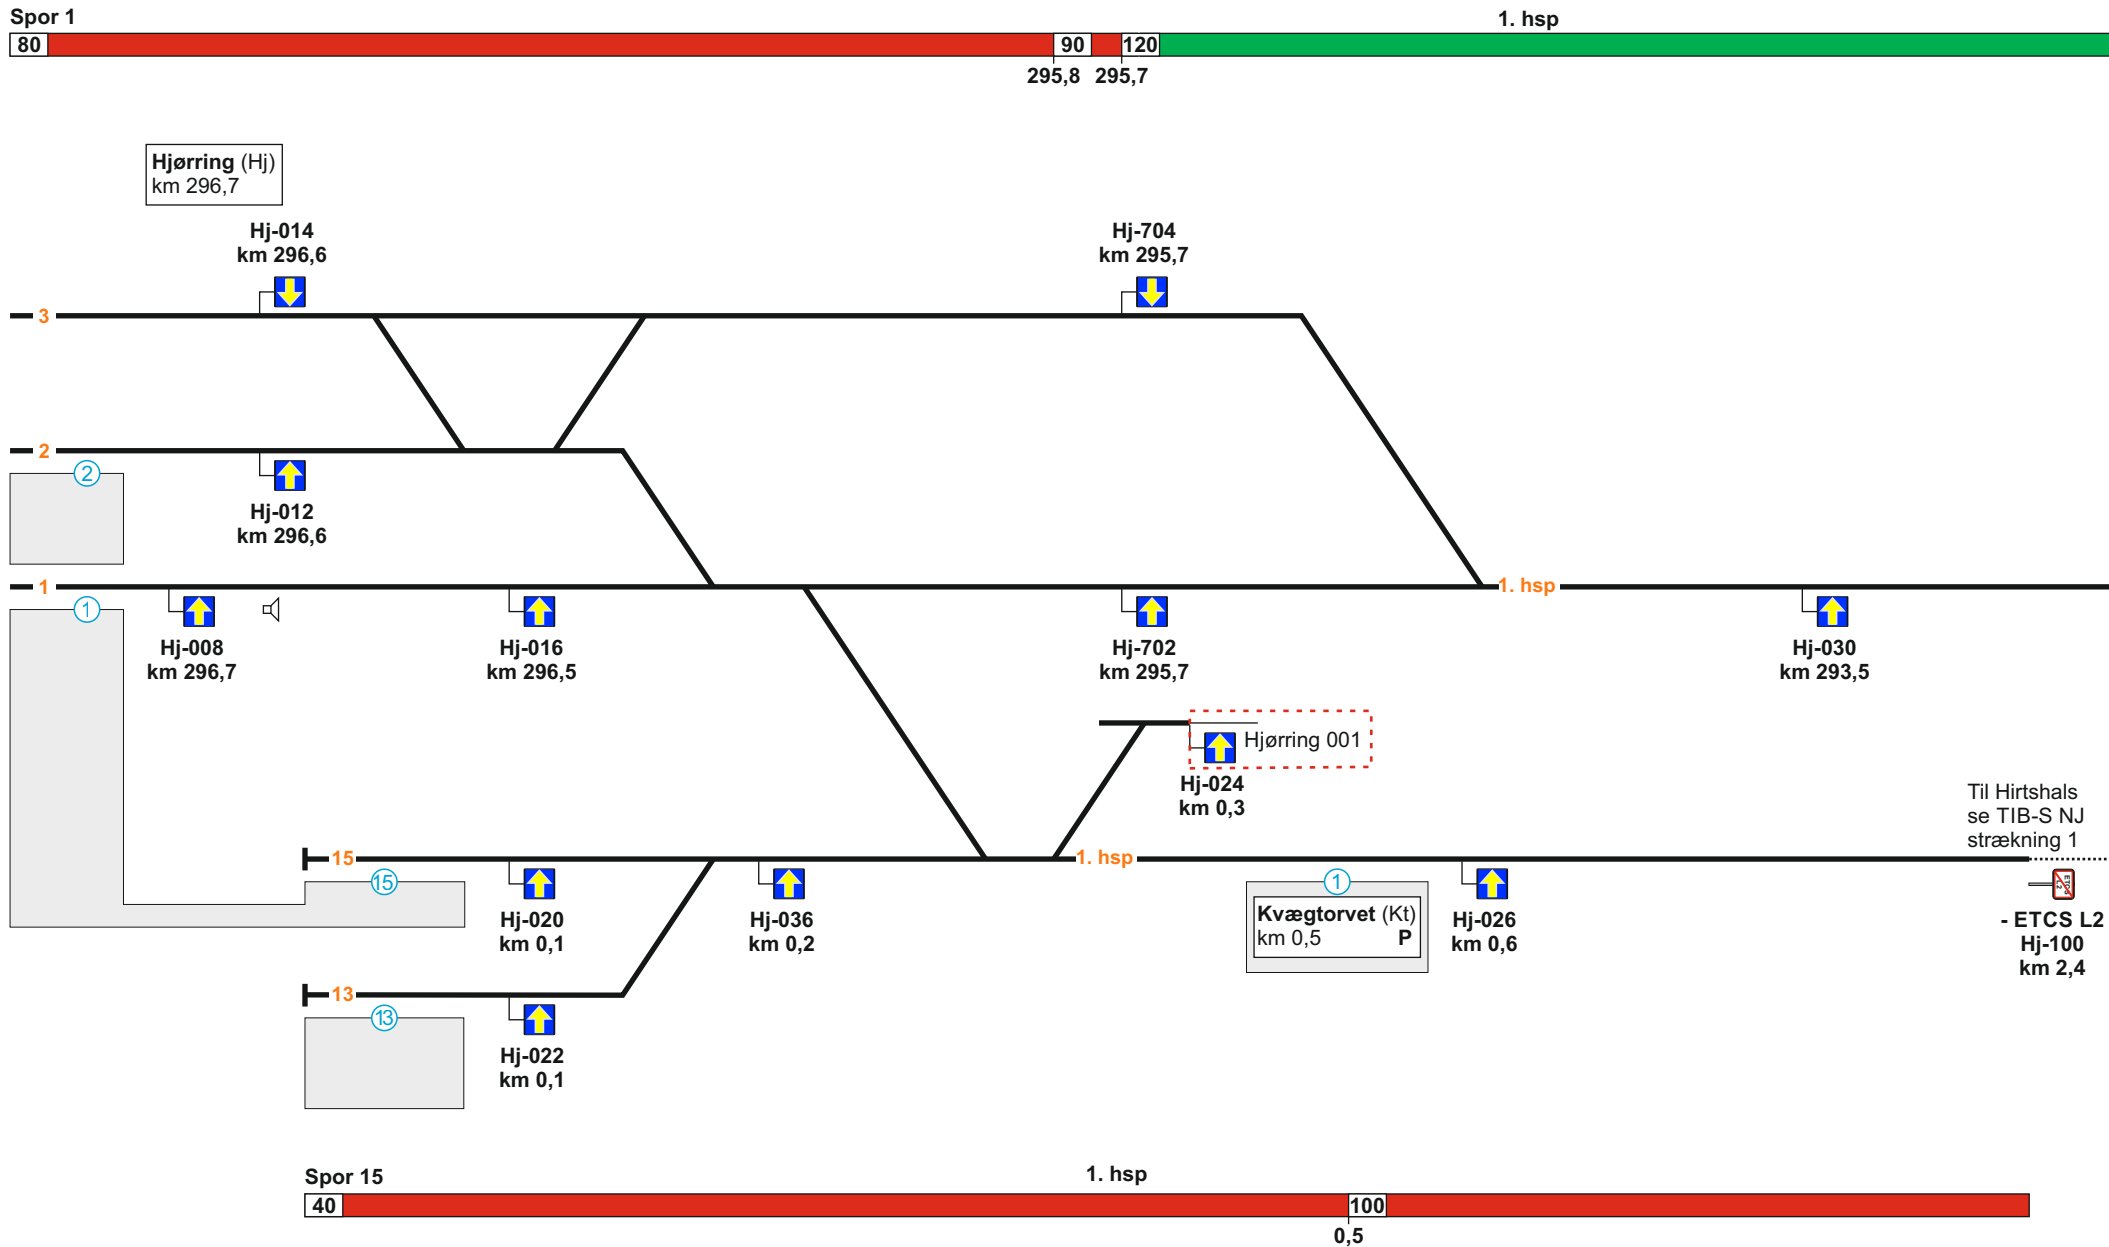 Spor 1
1. hsp
80
90
120
295,8
295,7
Hjørring (Hj)
km 296,7
Hj-014
km 296,6
Hj-704
km 295,7
3
2
2
Hj-012
km 296,6
1
1. hsp
1
Hj-008
km 296,7
Hj-016
km 296,5
Hj-702
km 295,7
Hj-030
km 293,5
Hjørring 001
Hj-024
km 0,3
Til Hirtshals
se TIB-S NJ
strækning 1
15
1. hsp
15
1
Hj-020
km 0,1
Hj-036
km 0,2
Kvægtorvet (Kt)
km 0,5 P
Hj-026
km 0,6
ETCS
L2
- ETCS L2
Hj-100
km 2,4
13
13
Hj-022
km 0,1
Spor 15
1. hsp
40
100
0,5